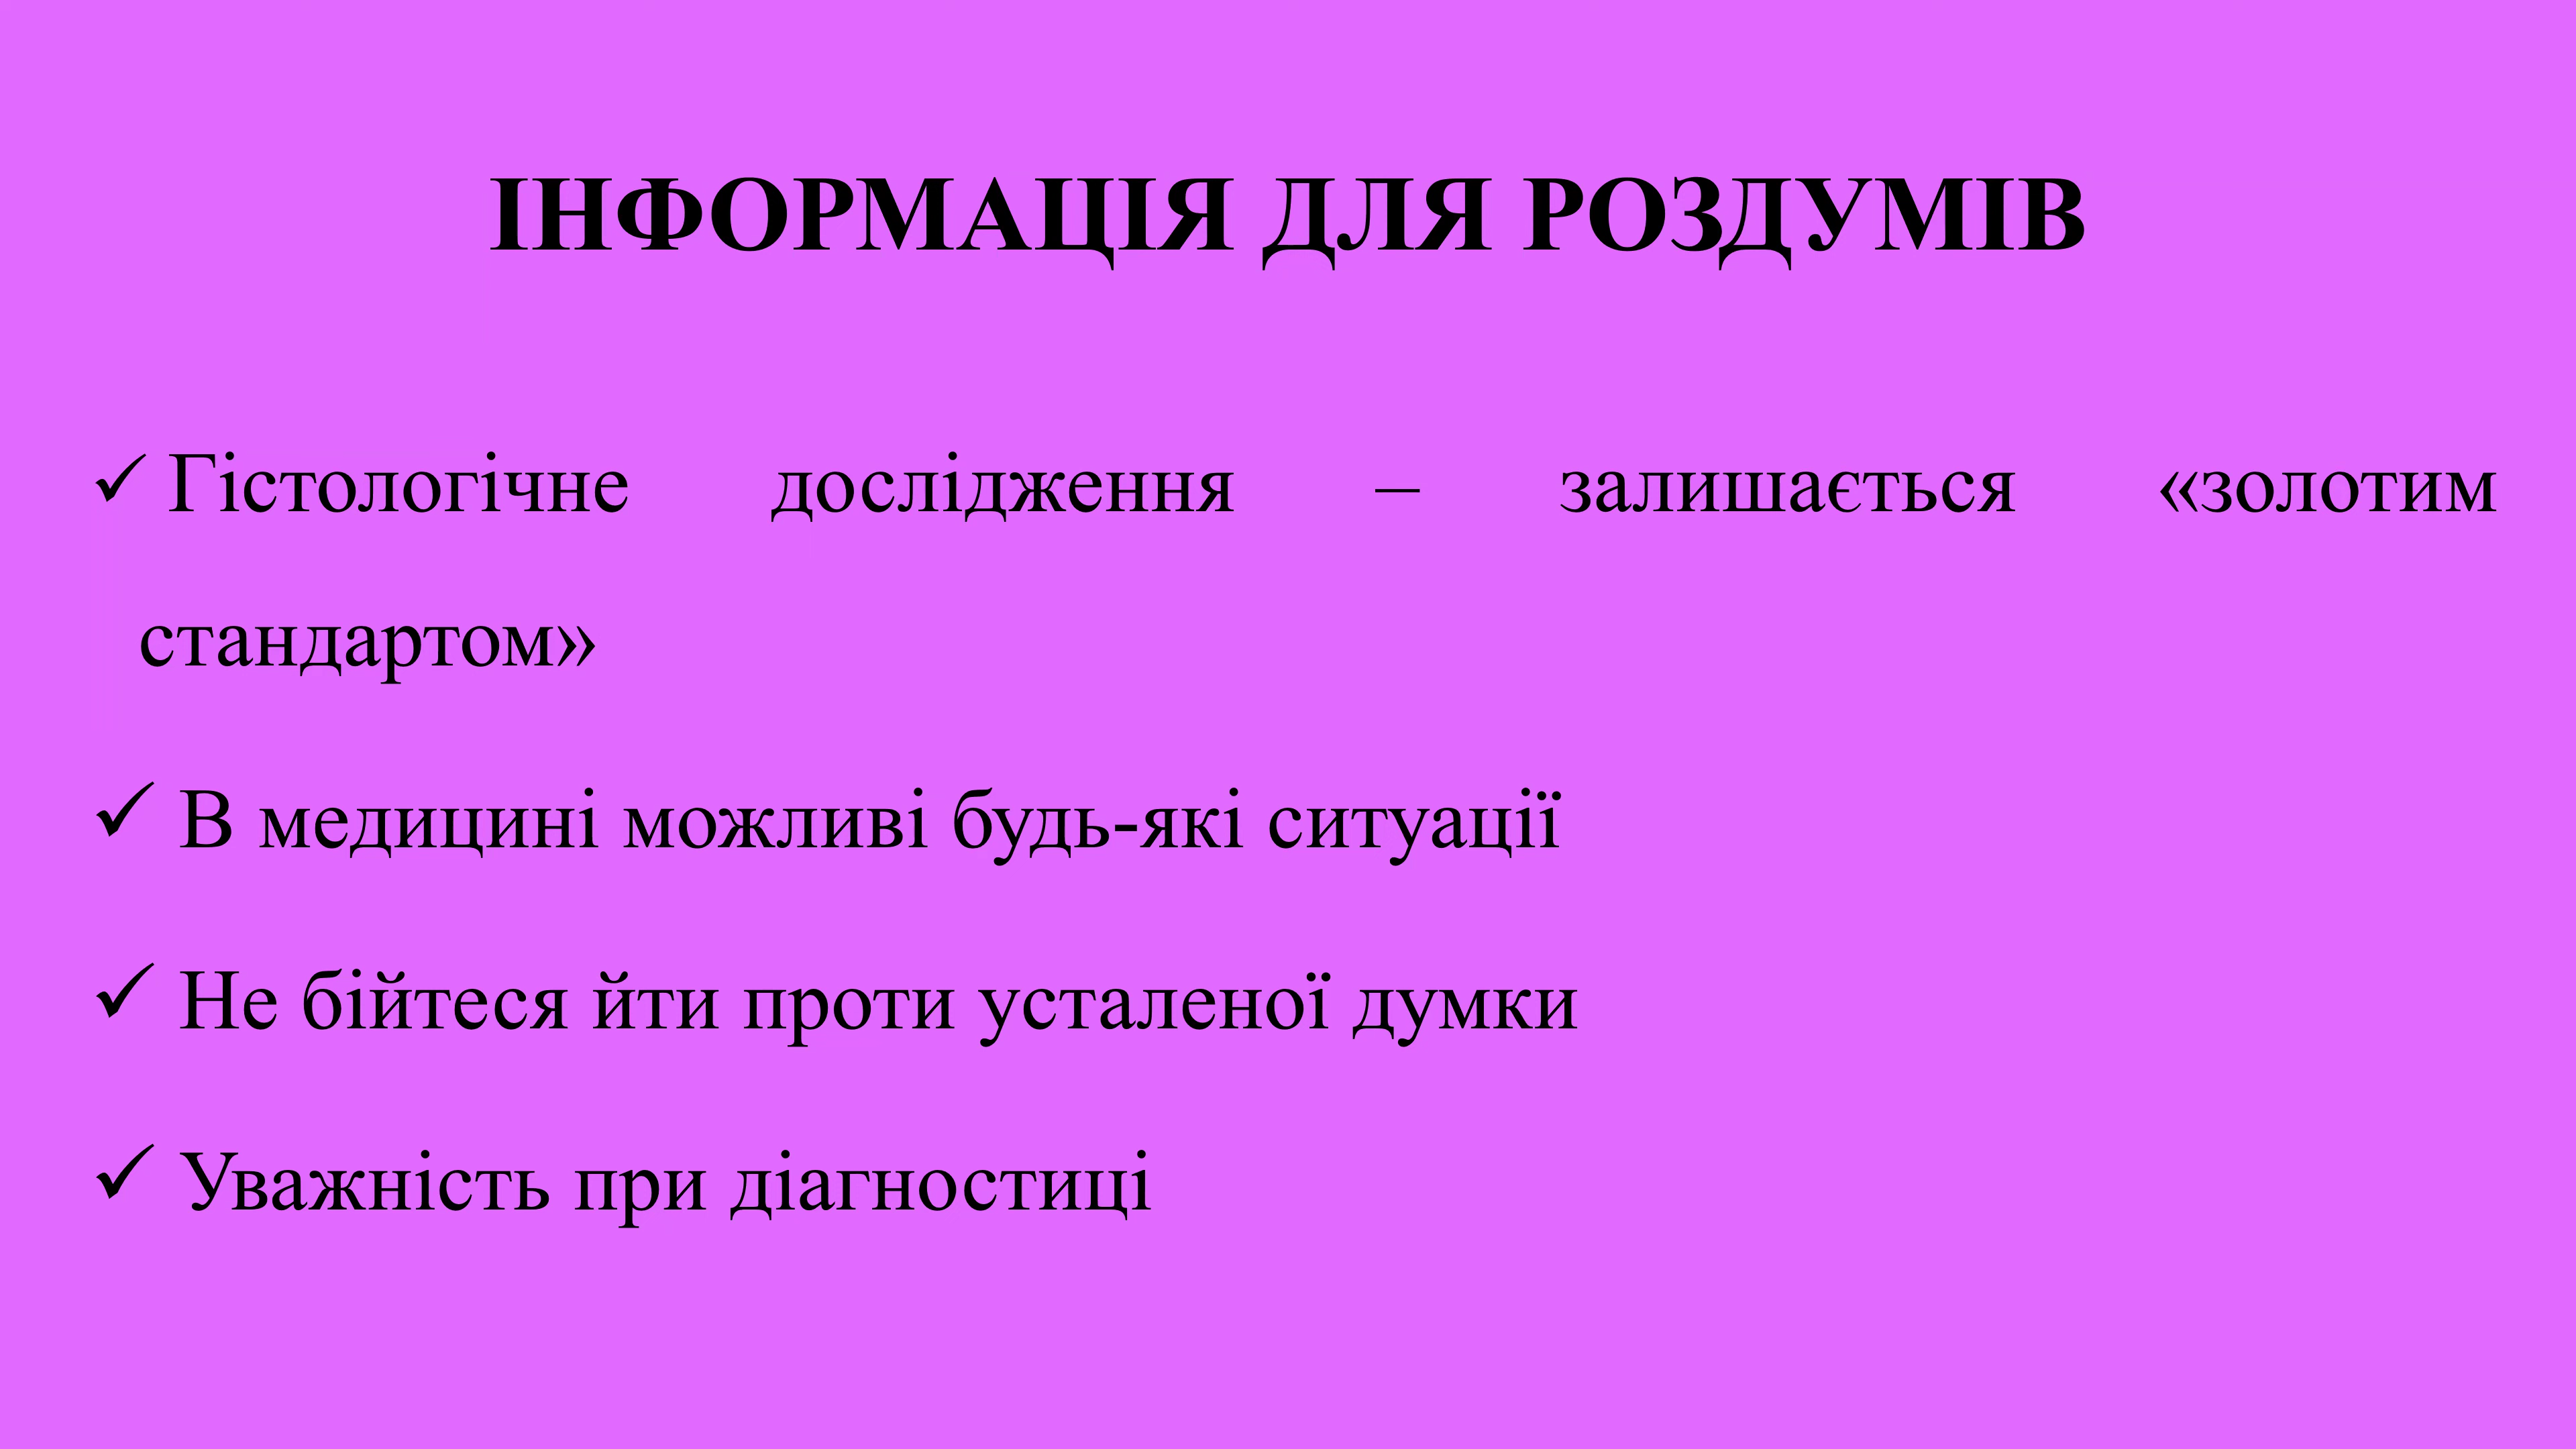 ІНФОРМАЦІЯ ДЛЯ РОЗДУМІВ
✓ Гістологічне дослідження – залишається «золотим
стандартом»
✓ В медицині можливі будь-які ситуації
✓ Не бійтеся йти проти усталеної думки
✓ Уважність при діагностиці